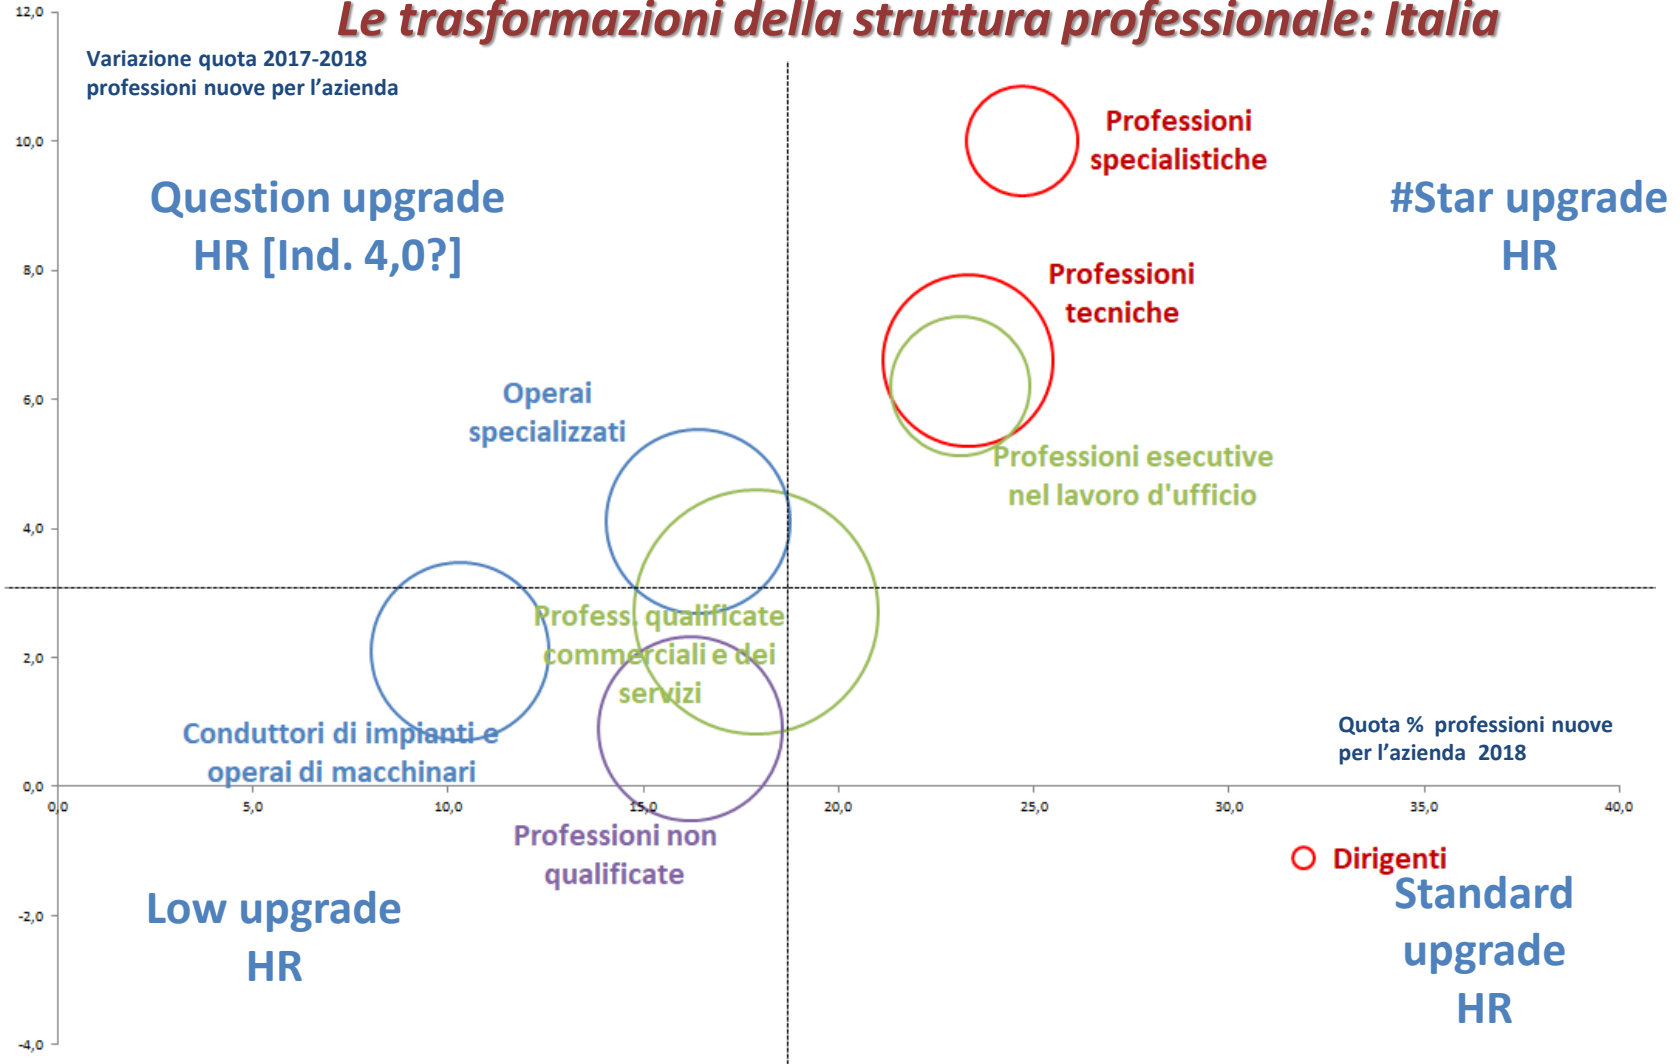 Le trasformazioni della struttura professionale: Italia
12,0
Variazione quota 2017-2018
professioni nuove per l'azienda
10,0
Professioni
specialistiche
Question upgrade
HR [Ind. 4,0?]
#Star upgrade
HR
8,0
Professioni
tecniche
6,0
Operai
specializzati
Professioni esecutive
nel lavoro d'ufficio
4,0
Profess. qualificate
commerciali e dei
servizi
2,0
Conduttori di impianti e
operai di macchinari
Quota % professioni nuove
per l'azienda 2018
0,0
0,0 5,0 10,0 15,0 20,0 25,0 30,0 35,0 40,0
Professioni non
qualificate
Dirigenti
Low upgrade
HR
Standard
upgrade
HR
-2,0
-4,0